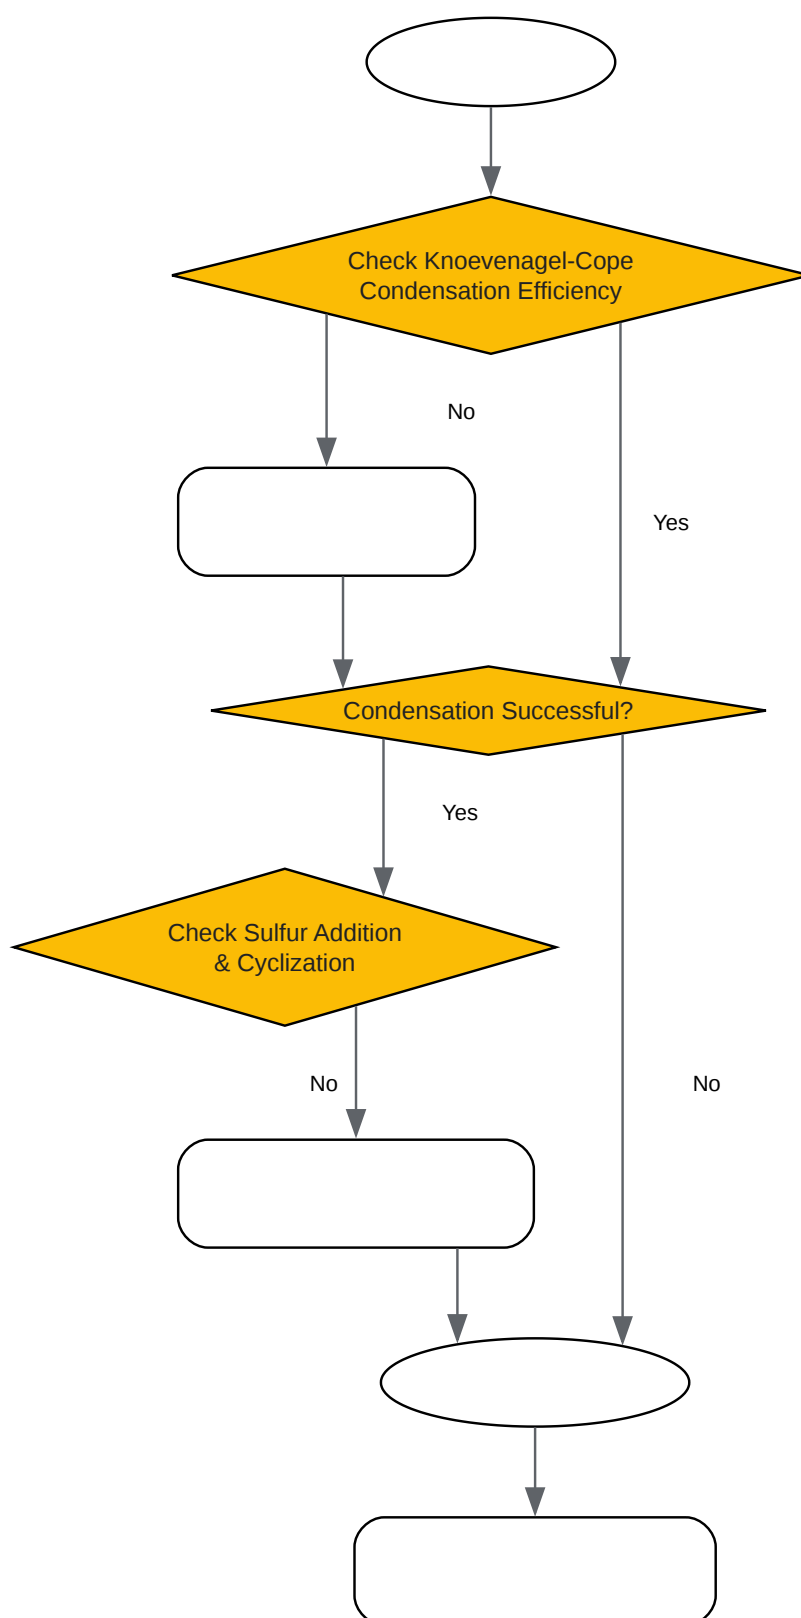 Check Knoevenagel-Cope
Condensation Efficiency
No
Yes
Condensation Successful?
Yes
Check Sulfur Addition
& Cyclization
No
No